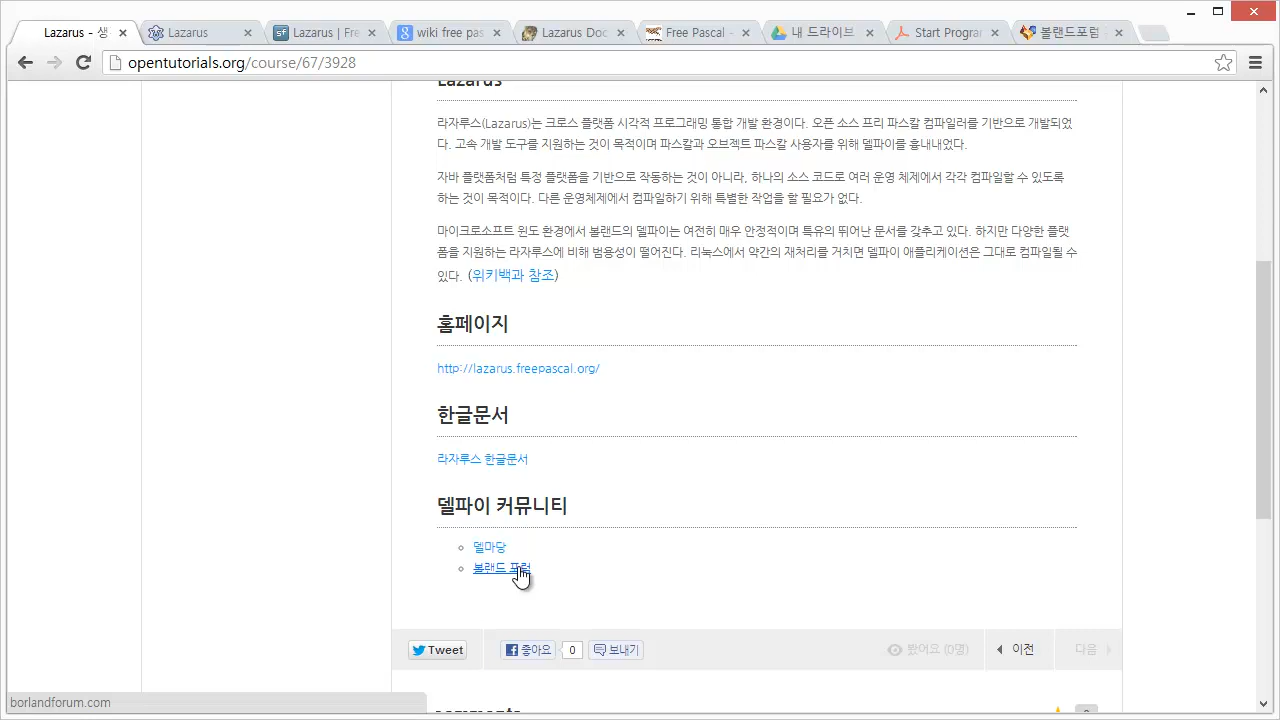 Lazarus - 생
Lazarus
Lazarus | Fre
wiki free pas
Lazarus Doc
Free Pascal -
내 드라이브
Start Progran
볼랜드포럼
opentutorials.org/course/67/3928
Lazarus
라자루스(Lazarus)는 크로스 플랫폼 시각적 프로그래밍 통합 개발 환경이다. 오픈 소스 프리 파스칼 컴파일러를 기반으로 개발되었
다. 고속 개발 도구를 지원하는 것이 목적이며 파스칼과 오브젝트 파스칼 사용자를 위해 델파이를 흉내내었다.
자바 플랫폼처럼 특정 플랫폼을 기반으로 작동하는 것이 아니라, 하나의 소스 코드로 여러 운영 체제에서 각각 컴파일할 수 있도록
하는 것이 목적이다. 다른 운영체제에서 컴파일하기 위해 특별한 작업을 할 필요가 없다.
마이크로소프트 윈도 환경에서 볼랜드의 델파이는 여전히 매우 안정적이며 특유의 뛰어난 문서를 갖추고 있다. 하지만 다양한 플랫
폼을 지원하는 라자루스에 비해 범용성이 떨어진다. 리눅스에서 약간의 재처리를 거치면 델파이 애플리케이션은 그대로 컴파일될 수
있다. (위키백과 참조)
홈페이지
http://lazarus.freepascal.org/
한글문서
라자루스 한글문서
델파이 커뮤니티
델마당
볼랜드 포럼
Tweet
좋아요 0 보내기
봤어요 (0명)
이전
다음
comments
borlandforum.com